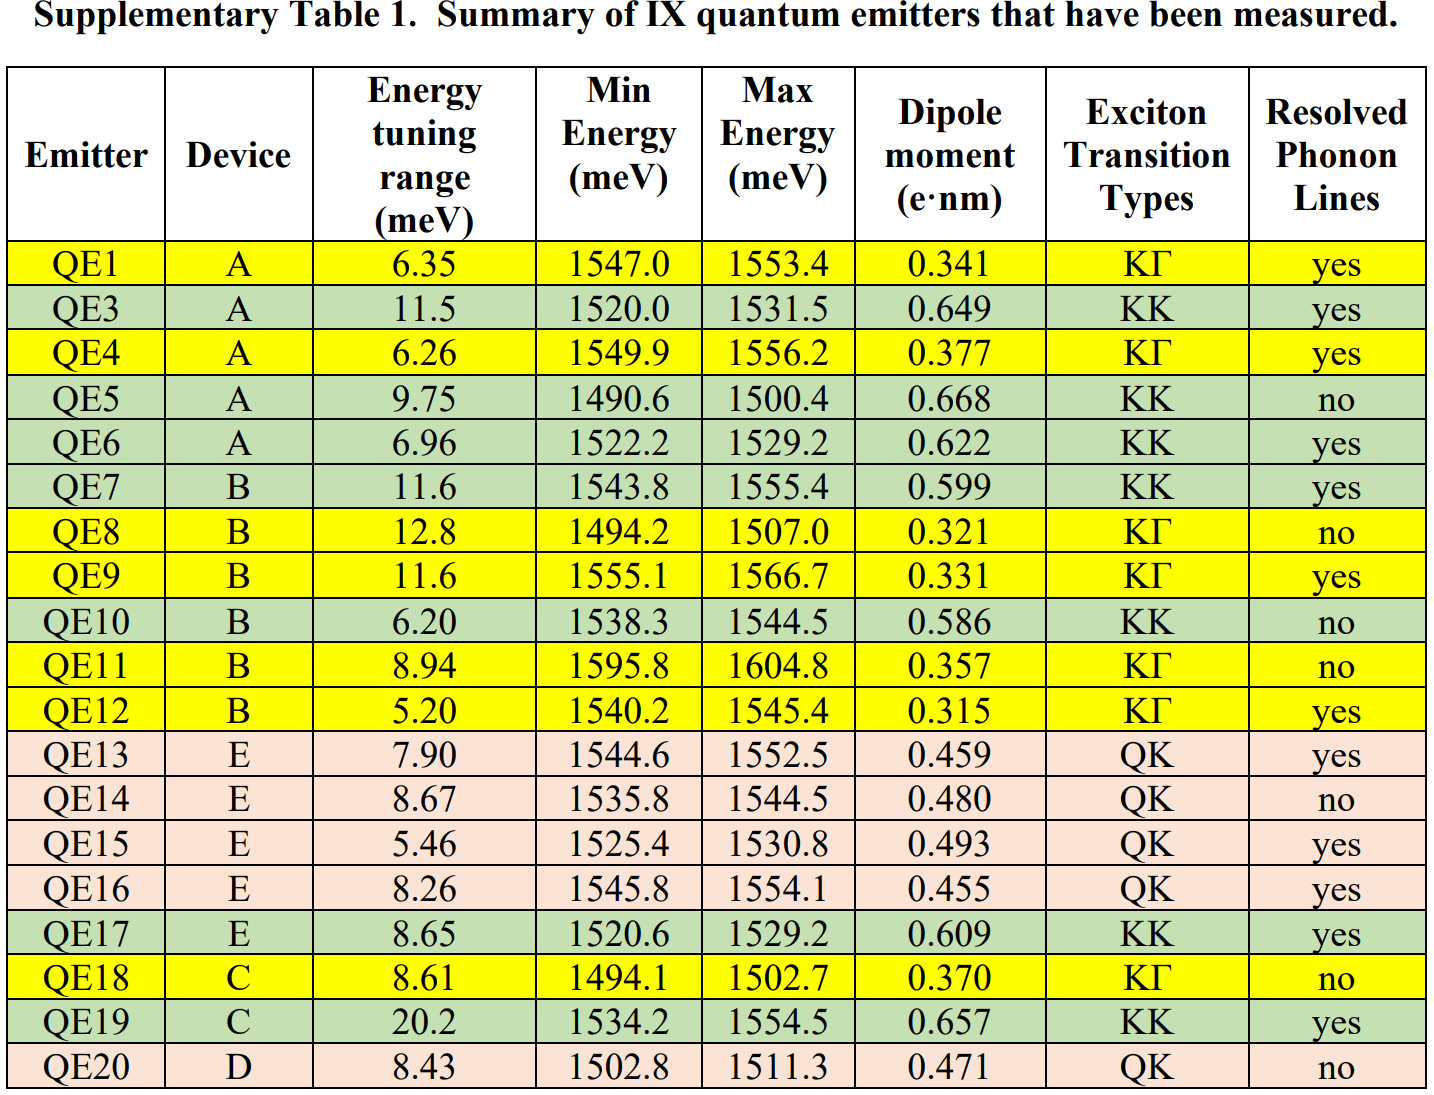 Supplementary Table 1. Summary of IX quantum emitters that have been measured.
Emitter Device Energy tuning range (meV) Min Energy (meV) Max Energy (meV) Dipole moment (e·nm) Exciton Transition Types Resolved Phonon Lines
QE1 A 6.35 1547.0 1553.4 0.341 KΓ yes
QE3 A 11.5 1520.0 1531.5 0.649 KK yes
QE4 A 6.26 1549.9 1556.2 0.377 KΓ yes
QE5 A 9.75 1490.6 1500.4 0.668 KK no
QE6 A 6.96 1522.2 1529.2 0.622 KK yes
QE7 B 11.6 1543.8 1555.4 0.599 KK yes
QE8 B 12.8 1494.2 1507.0 0.321 KΓ no
QE9 B 11.6 1555.1 1566.7 0.331 KΓ yes
QE10 B 6.20 1538.3 1544.5 0.586 KK no
QE11 B 8.94 1595.8 1604.8 0.357 KΓ no
QE12 B 5.20 1540.2 1545.4 0.315 KΓ yes
QE13 E 7.90 1544.6 1552.5 0.459 QK yes
QE14 E 8.67 1535.8 1544.5 0.480 QK no
QE15 E 5.46 1525.4 1530.8 0.493 QK yes
QE16 E 8.26 1545.8 1554.1 0.455 QK yes
QE17 E 8.65 1520.6 1529.2 0.609 KK yes
QE18 C 8.61 1494.1 1502.7 0.370 KΓ no
QE19 C 20.2 1534.2 1554.5 0.657 KK yes
QE20 D 8.43 1502.8 1511.3 0.471 QK no